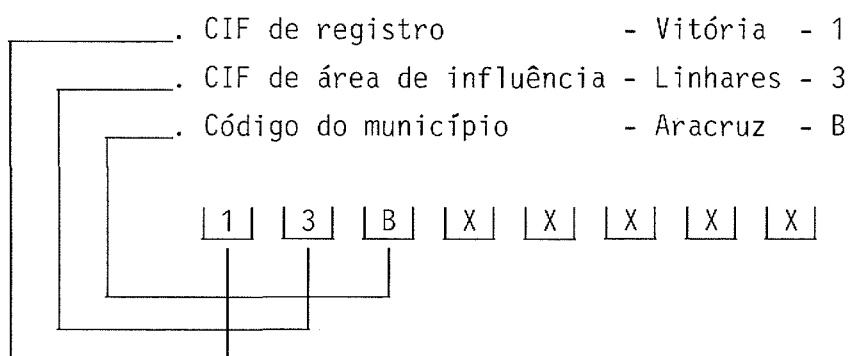 . CIF de registro - Vitória - 1
. CIF de área de influência - Linhares - 3
. Código do município - Aracruz - B
| 1 | | 3 | | B | | X | | X | | X | | X | | X |